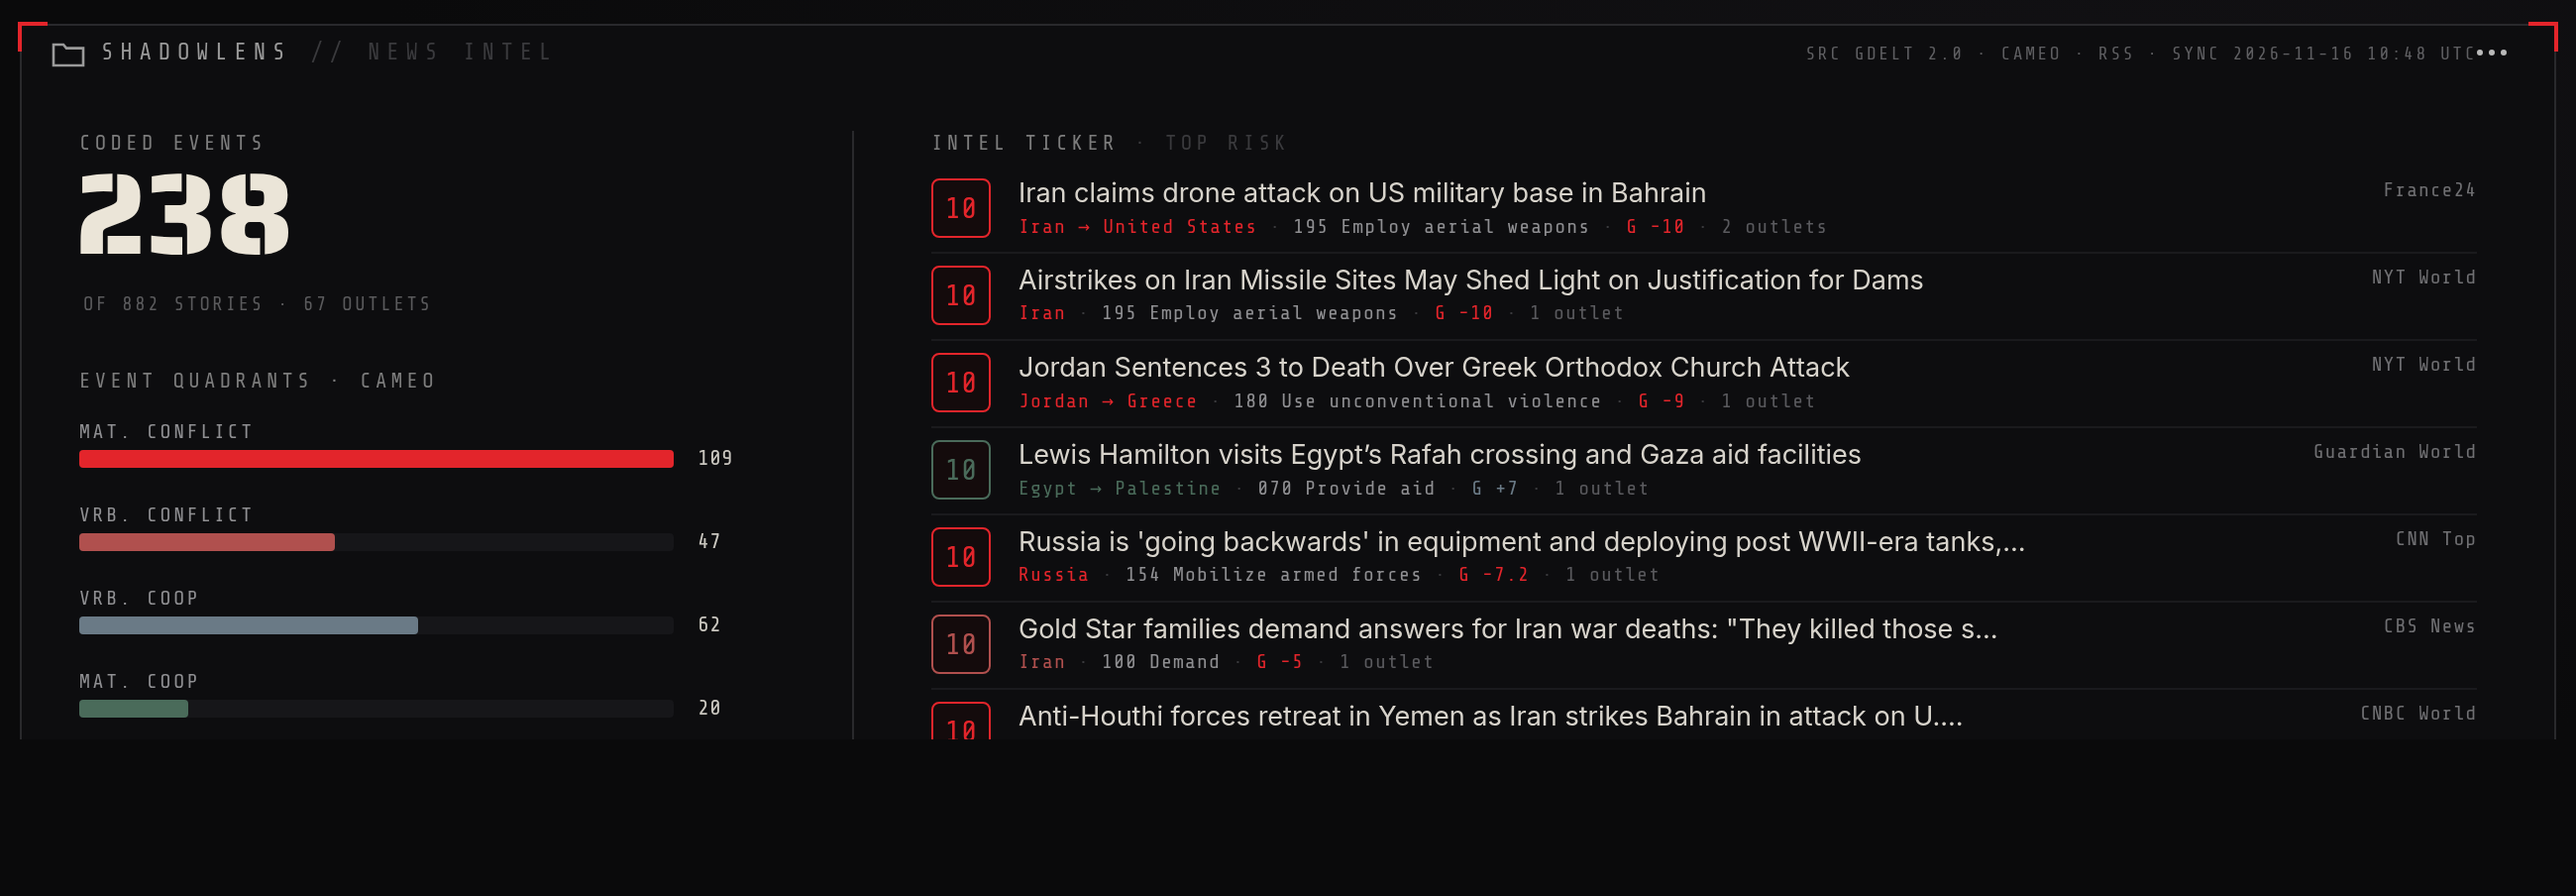 SHADOWLENS // NEWS INTEL
SRC GDELT 2.0 · CAMEO · RSS · SYNC 2026-11-16 10:48 UTC
CODED EVENTS
238
OF 882 STORIES · 67 OUTLETS
EVENT QUADRANTS · CAMEO
MAT. CONFLICT
109
VRB. CONFLICT
47
VRB. COOP
62
MAT. COOP
20
INTEL TICKER · TOP RISK
10
Iran claims drone attack on US military base in Bahrain
France24
Iran → United States · 195 Employ aerial weapons · G -10 · 2 outlets
10
Airstrikes on Iran Missile Sites May Shed Light on Justification for Dams
NYT World
Iran · 195 Employ aerial weapons · G -10 · 1 outlet
10
Jordan Sentences 3 to Death Over Greek Orthodox Church Attack
NYT World
Jordan → Greece · 180 Use unconventional violence · G -9 · 1 outlet
10
Lewis Hamilton visits Egypt’s Rafah crossing and Gaza aid facilities
Guardian World
Egypt → Palestine · 070 Provide aid · G +7 · 1 outlet
10
Russia is 'going backwards' in equipment and deploying post WWII-era tanks,...
CNN Top
Russia · 154 Mobilize armed forces · G -7.2 · 1 outlet
10
Gold Star families demand answers for Iran war deaths: "They killed those s...
CBS News
Iran · 100 Demand · G -5 · 1 outlet
10
Anti-Houthi forces retreat in Yemen as Iran strikes Bahrain in attack on U....
CNBC World